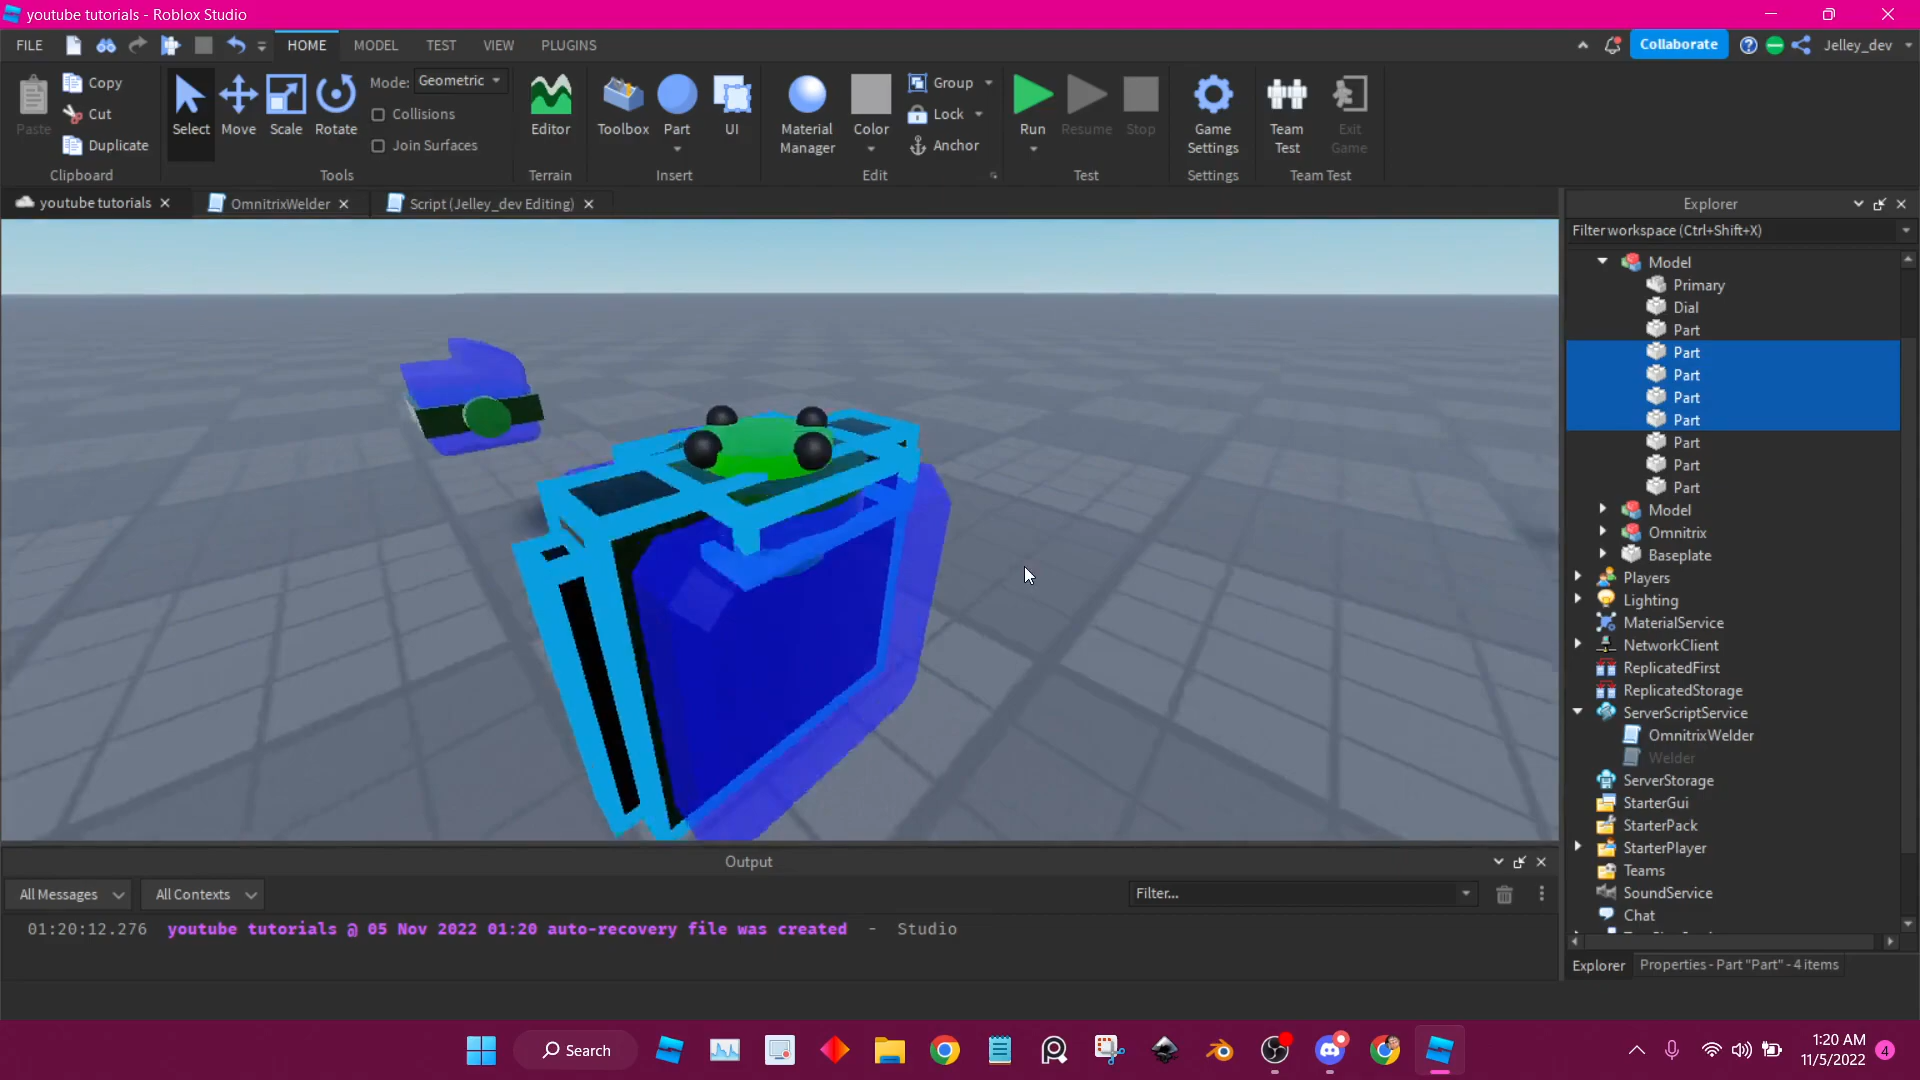 youtube tutorials - Roblox Studio
FILE HOME MODEL TEST VIEW PLUGINS Collaborate Jelley_dev
Paste Copy Cut Duplicate Clipboard
Select Move Scale Rotate Mode: Geometric Collisions Join Surfaces Tools
Editor Terrain
Toolbox Part UI Insert
Material Manager Color Group Lock Anchor Edit
Run Resume Stop Test
Game Settings Settings
Team Test Exit Game Team Test
youtube tutorials OmnitrixWelder Script (Jelley_dev Editing)
Explorer
Filter workspace (Ctrl+Shift+X)
Model
Primary
Dial
Part
Part
Part
Part
Part
Part
Part
Part
Model
Omnitrix
Baseplate
Players
Lighting
MaterialService
NetworkClient
ReplicatedFirst
ReplicatedStorage
ServerScriptService
OmnitrixWelder
Welder
ServerStorage
StarterGui
StarterPack
StarterPlayer
Teams
SoundService
Chat
Explorer Properties - Part "Part" - 4 items
Output
All Messages All Contexts Filter...
01:20:12.276 youtube tutorials @ 05 Nov 2022 01:20 auto-recovery file was created - Studio
Search
1:20 AM
11/5/2022
4